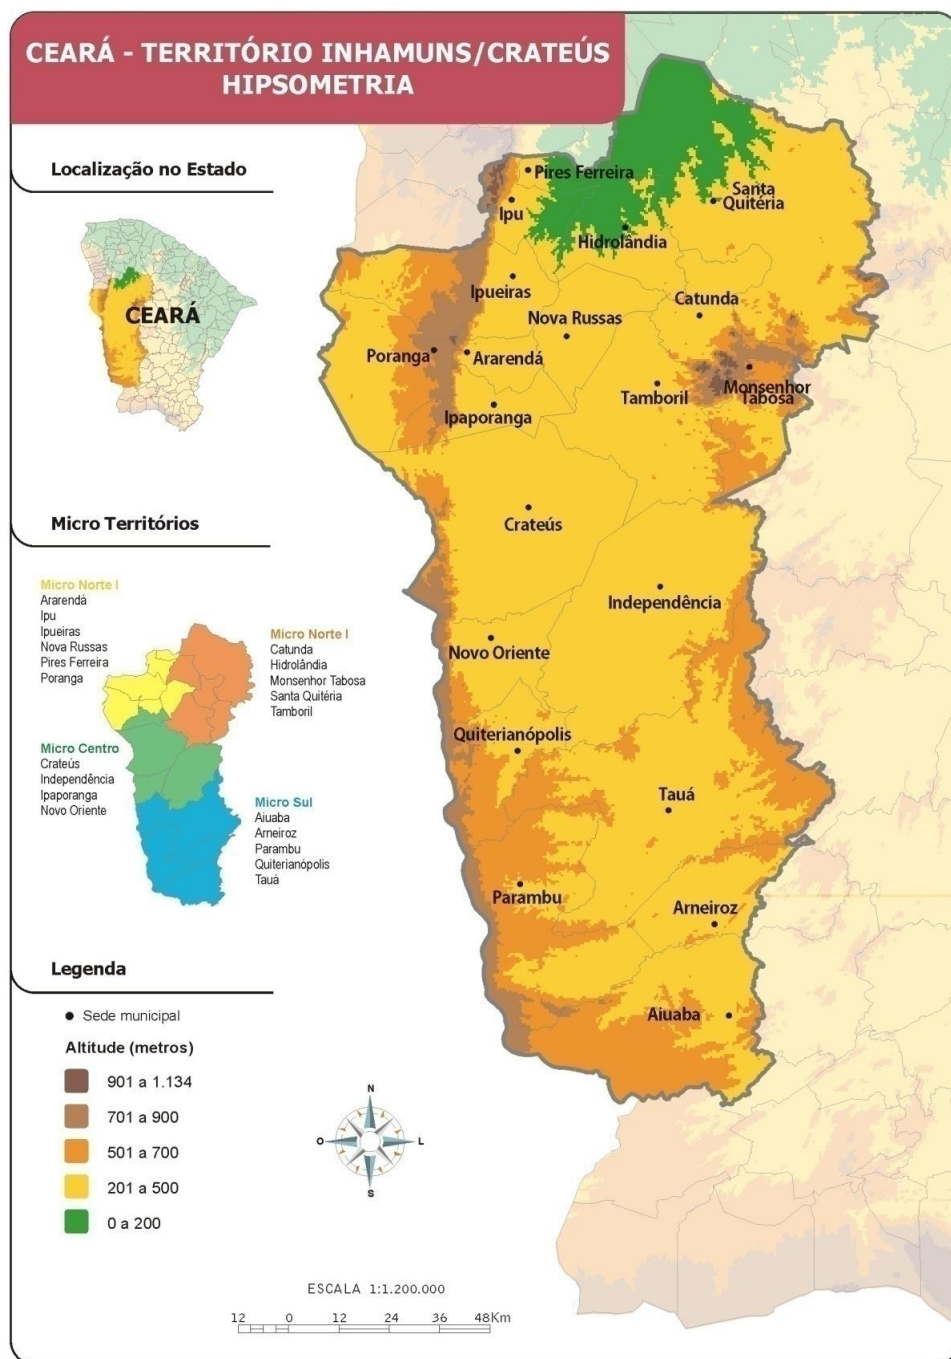 CEARÁ - TERRITÓRIO INHAMUNS/CRATEÚS
HIPSOMETRIA
Localização no Estado
CEARÁ
Micro Territórios
Micro Norte I
Ararendá
Ipu
Ipueiras
Nova Russas
Pires Ferreira
Poranga
Micro Norte I
Catunda
Hidrolândia
Monsenhor Tabosa
Santa Quitéria
Tamboril
Micro Centro
Crateús
Independência
Ipaporanga
Novo Oriente
Micro Sul
Aiuaba
Arneiroz
Parambu
Quiterianópolis
Tauá
Legenda
Sede municipal
Altitude (metros)
901 a 1.134
701 a 900
501 a 700
201 a 500
0 a 200
Pires Ferreira
Santa
Quitéria
Ipu
Hidrolândia
Ipueiras
Catunda
Nova Russas
Poranga
Ararendá
Monsenhor
Tabosa
Tamboril
Ipaporanga
Crateús
Independência
Novo Oriente
Quiterianópolis
Tauá
Parambu
Arneiroz
Aiuaba
N
O
L
S
ESCALA 1:1.200.000
12 0 12 24 36 48Km